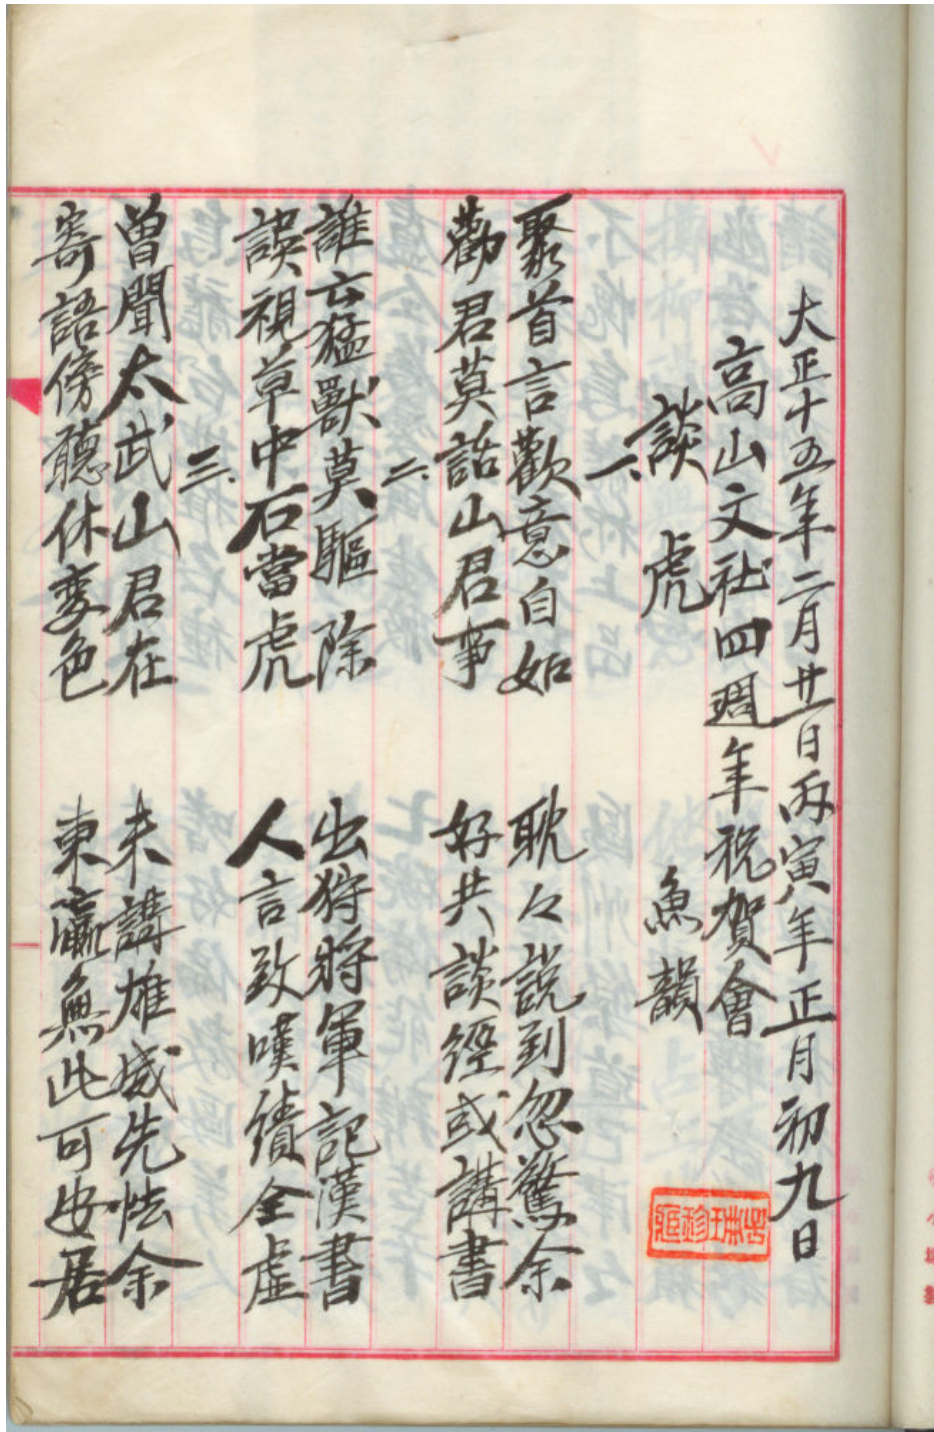 大正十五年二月廿一日丙寅年正月初九日
高山文社四週年祝賀會
談虎 魚韻
一、
聚首言歡意自如 耽々說到忽驚余
勸君莫話山君事 好共談經或講書
二、
誰云猛獸莫驅除 出狩將軍記漢書
誤視草中石當虎 人言致嘆績全虛
三、
曾聞太武山君在 未講雄威先怯余
寄語傍聽休變色 東瀛無此可安居